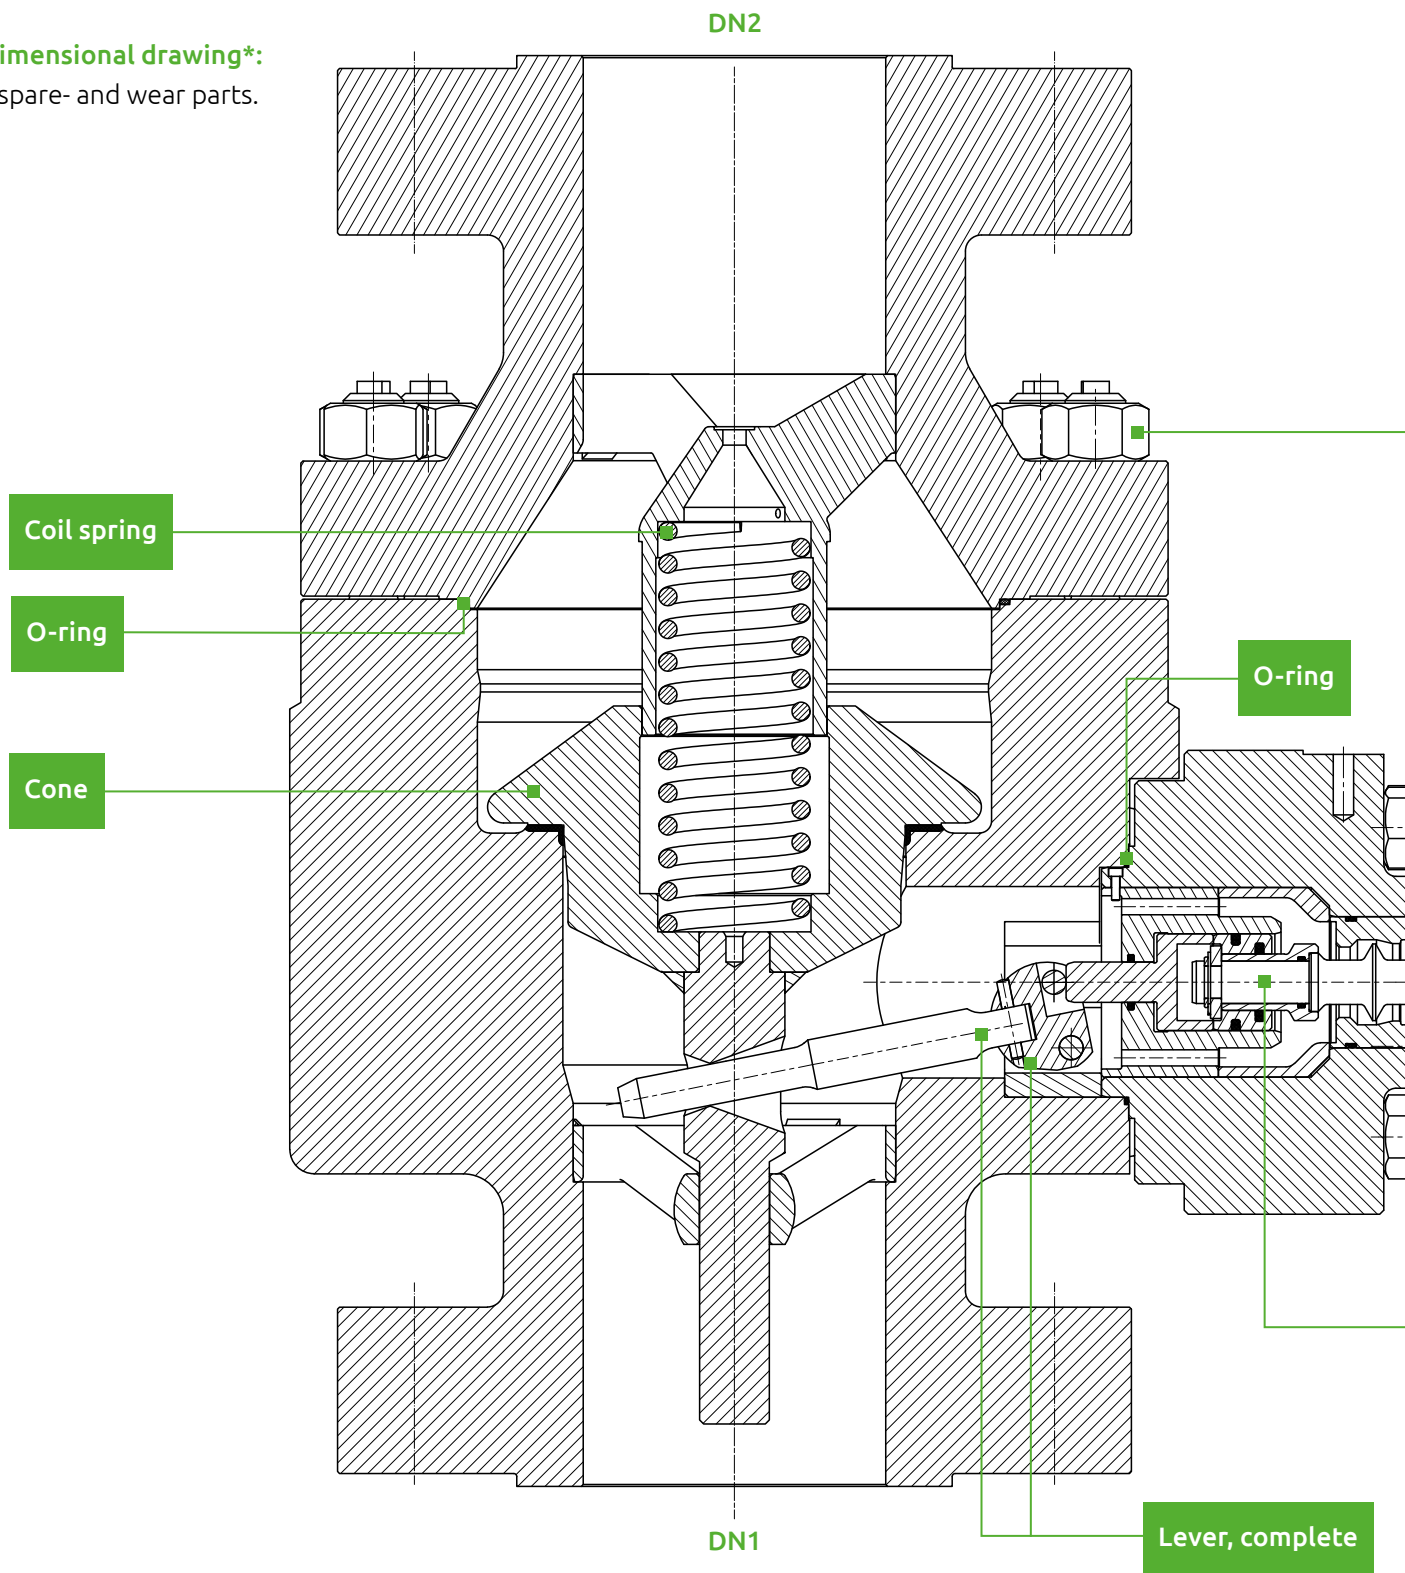 DN2
imensional drawing*:
spare- and wear parts.
Coil spring
O-ring
O-ring
Cone
DN1
Lever, complete